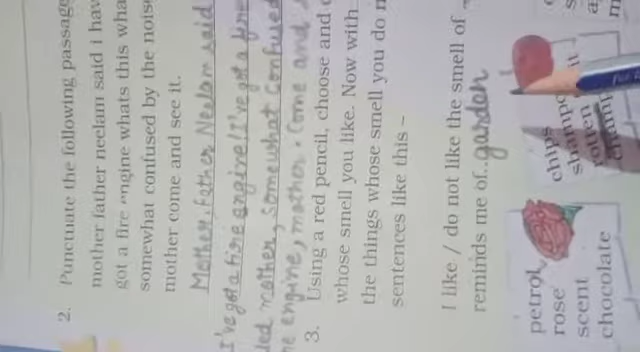 2. Punctuate the following passage
mother father neelam said i hav
got a fire engine whats this wha
somewhat confused by the nois
mother come and see it.
Mother, Father Neelam said
I've got a fire engine! I've got a fire
ed mother, somewhat confused
e engine, mother. Come and
3. Using a red pencil, choose and
whose smell you like. Now with
the things whose smell you do n
sentences like this –
I like / do not like the smell of
reminds me of..garden
petrol
rose
scent
chocolate
chips
shampo
rotten
it